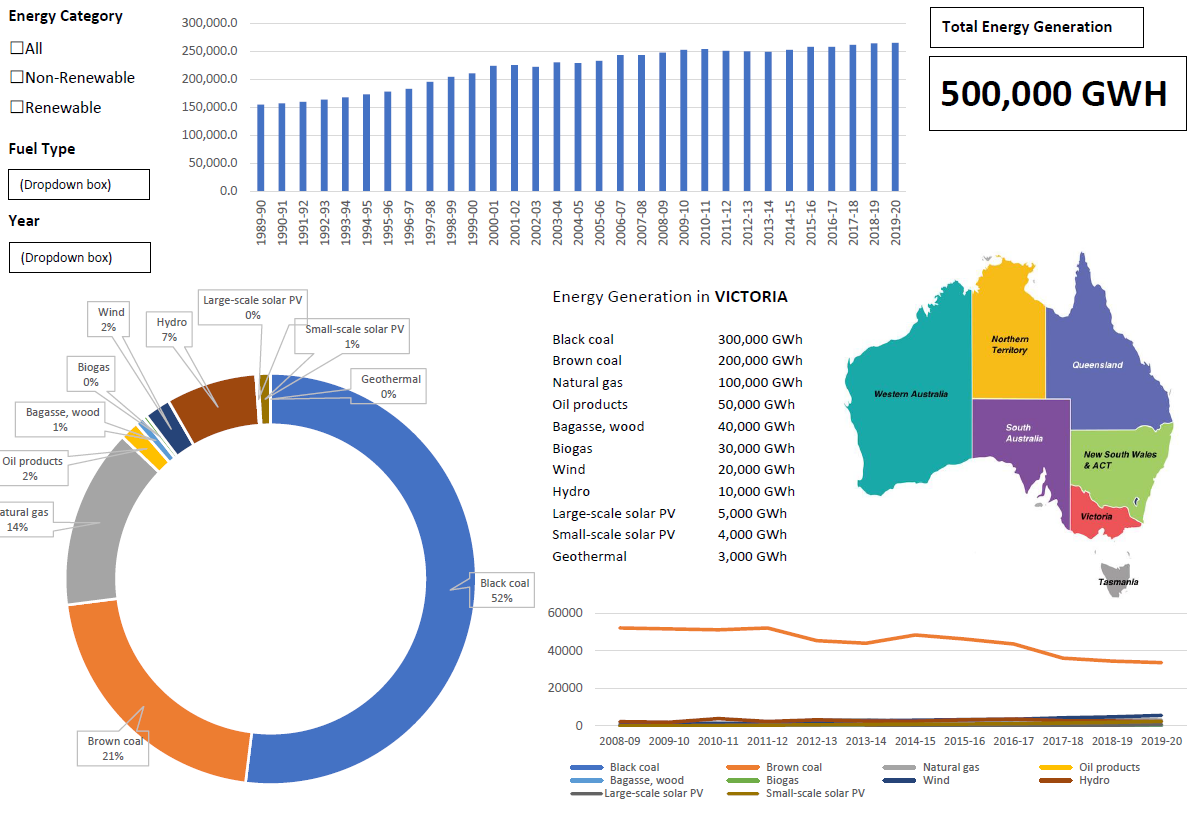 Energy Category
All
Non-Renewable
Renewable
Fuel Type
(Dropdown box)
Year
(Dropdown box)
300,000.0
250,000.0
200,000.0
150,000.0
100,000.0
50,000.0
0.0
1989-90
1990-91
1991-92
1992-93
1993-94
1994-95
1995-96
1996-97
1997-98
1998-99
1999-00
2000-01
2001-02
2002-03
2003-04
2004-05
2005-06
2006-07
2007-08
2008-09
2009-10
2010-11
2011-12
2012-13
2013-14
2014-15
2015-16
2016-17
2017-18
2018-19
2019-20
Total Energy Generation
500,000 GWH
Large-scale solar PV
0%
Wind
2%
Hydro
7%
Small-scale solar PV
1%
Biogas
0%
Geothermal
0%
Bagasse, wood
1%
Oil products
2%
atural gas
14%
Black coal
52%
Brown coal
21%
Energy Generation in VICTORIA
Black coal 300,000 GWh
Brown coal 200,000 GWh
Natural gas 100,000 GWh
Oil products 50,000 GWh
Bagasse, wood 40,000 GWh
Biogas 30,000 GWh
Wind 20,000 GWh
Hydro 10,000 GWh
Large-scale solar PV 5,000 GWh
Small-scale solar PV 4,000 GWh
Geothermal 3,000 GWh
Northern
Territory
Queensland
Western Australia
South
Australia
New South Wales
& ACT
Victoria
Tasmania
60000
40000
20000
0
2008-09 2009-10 2010-11 2011-12 2012-13 2013-14 2014-15 2015-16 2016-17 2017-18 2018-19 2019-20
Black coal Brown coal Natural gas Oil products
Bagasse, wood Biogas Wind Hydro
Large-scale solar PV Small-scale solar PV